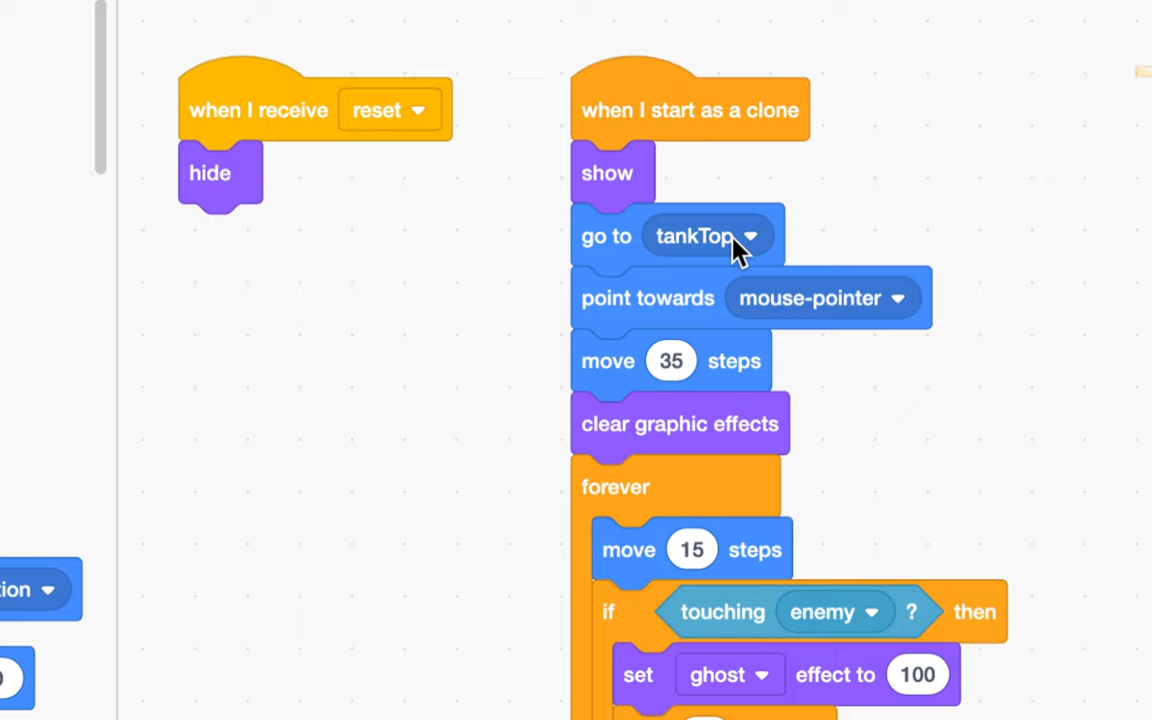 when I receive reset
hide
when I start as a clone
show
go to tankTop
point towards mouse-pointer
move 35 steps
clear graphic effects
forever
move 15 steps
if touching enemy ? then
set ghost effect to 100